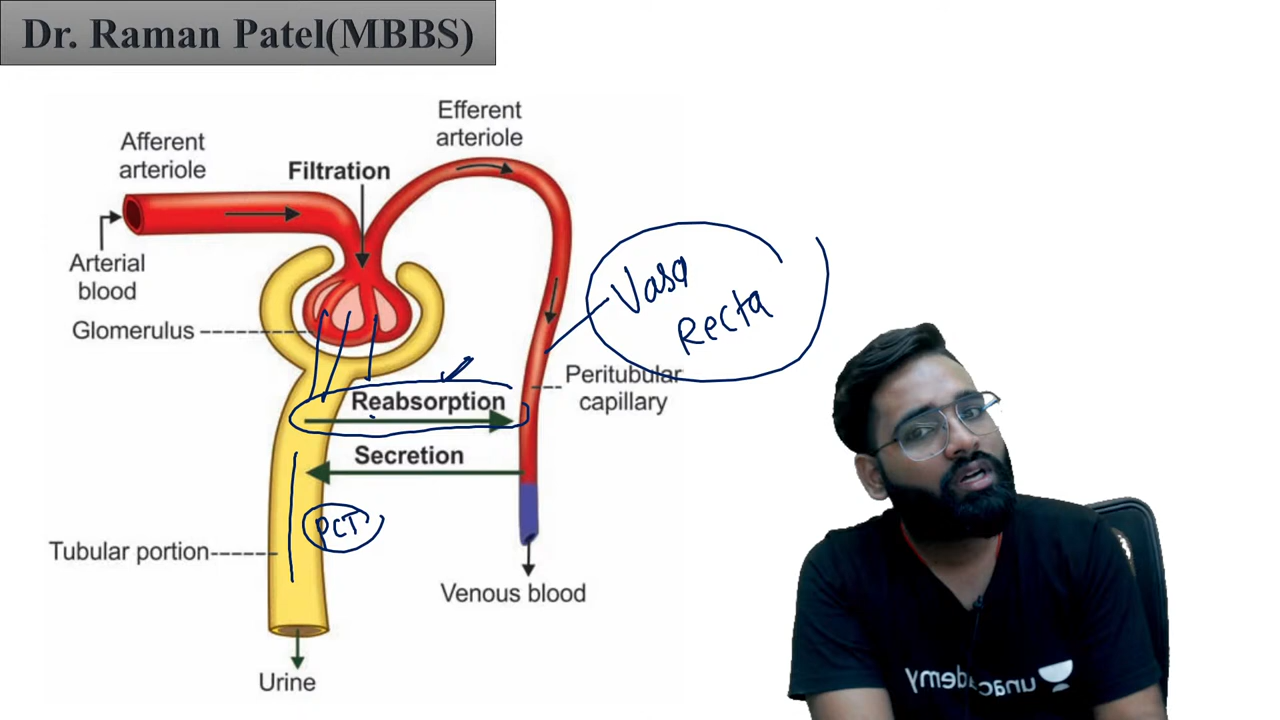 Dr. Raman Patel(MBBS)
Efferent
arteriole
Afferent
arteriole
Filtration
Arterial
blood
Vasa
Recta
Glomerulus
Peritubular
capillary
Reabsorption
Secretion
PCT
Tubular portion
Venous blood
Urine
unacademy